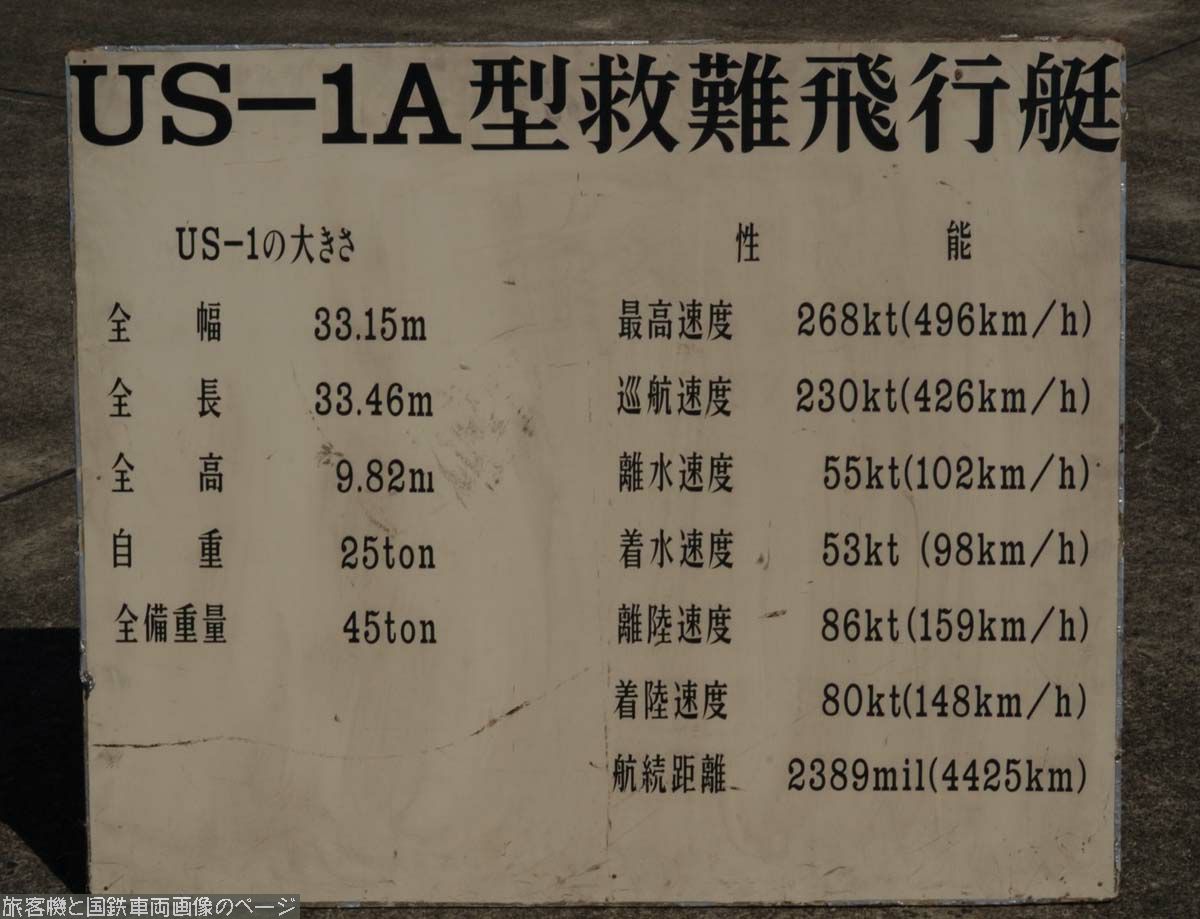 US-1A型救難飛行艇
US-1の大きさ
全幅 33.15m
全長 33.46m
全高 9.82m
自重 25ton
全備重量 45ton
性能
最高速度 268kt(496km/h)
巡航速度 230kt(426km/h)
離水速度 55kt(102km/h)
着水速度 53kt (98km/h)
離陸速度 86kt(159km/h)
着陸速度 80kt(148km/h)
航続距離 2389mil(4425km)
旅客機と国鉄車両画像のページ